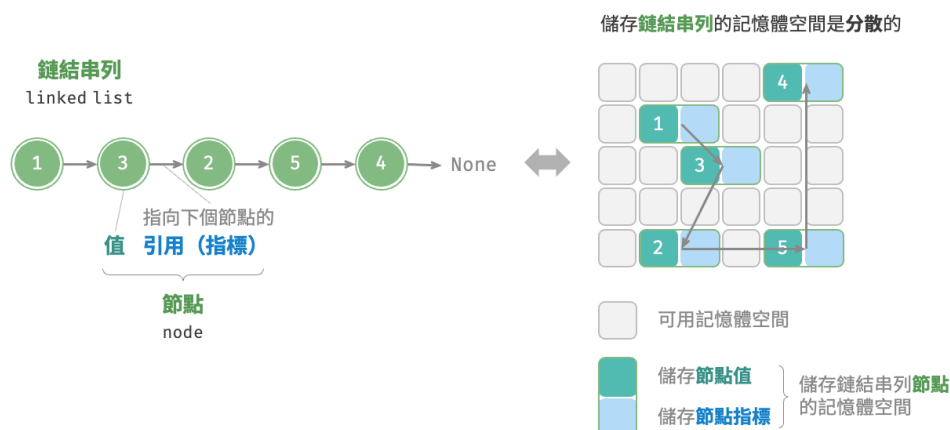 儲存鏈結串列的記憶體空間是分散的
鏈結串列
linked list
1
3
2
5
4
None
指向下個節點的
值
引用（指標）
節點
node
4
1
3
2
5
可用記憶體空間
儲存節點值
儲存節點指標
儲存鏈結串列節點
的記憶體空間